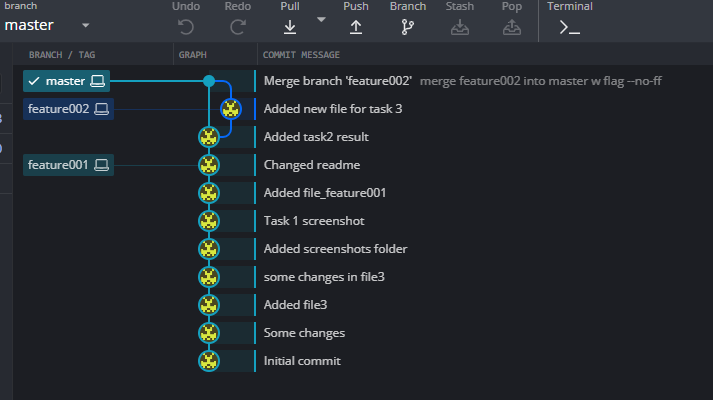 branch
master
Undo Redo Pull Push Branch Stash Pop Terminal
BRANCH / TAG GRAPH COMMIT MESSAGE
master Merge branch 'feature002' merge feature002 into master w flag --no-ff
feature002 Added new file for task 3
Added task2 result
feature001 Changed readme
Added file_feature001
Task 1 screenshot
Added screenshots folder
some changes in file3
Added file3
Some changes
Initial commit